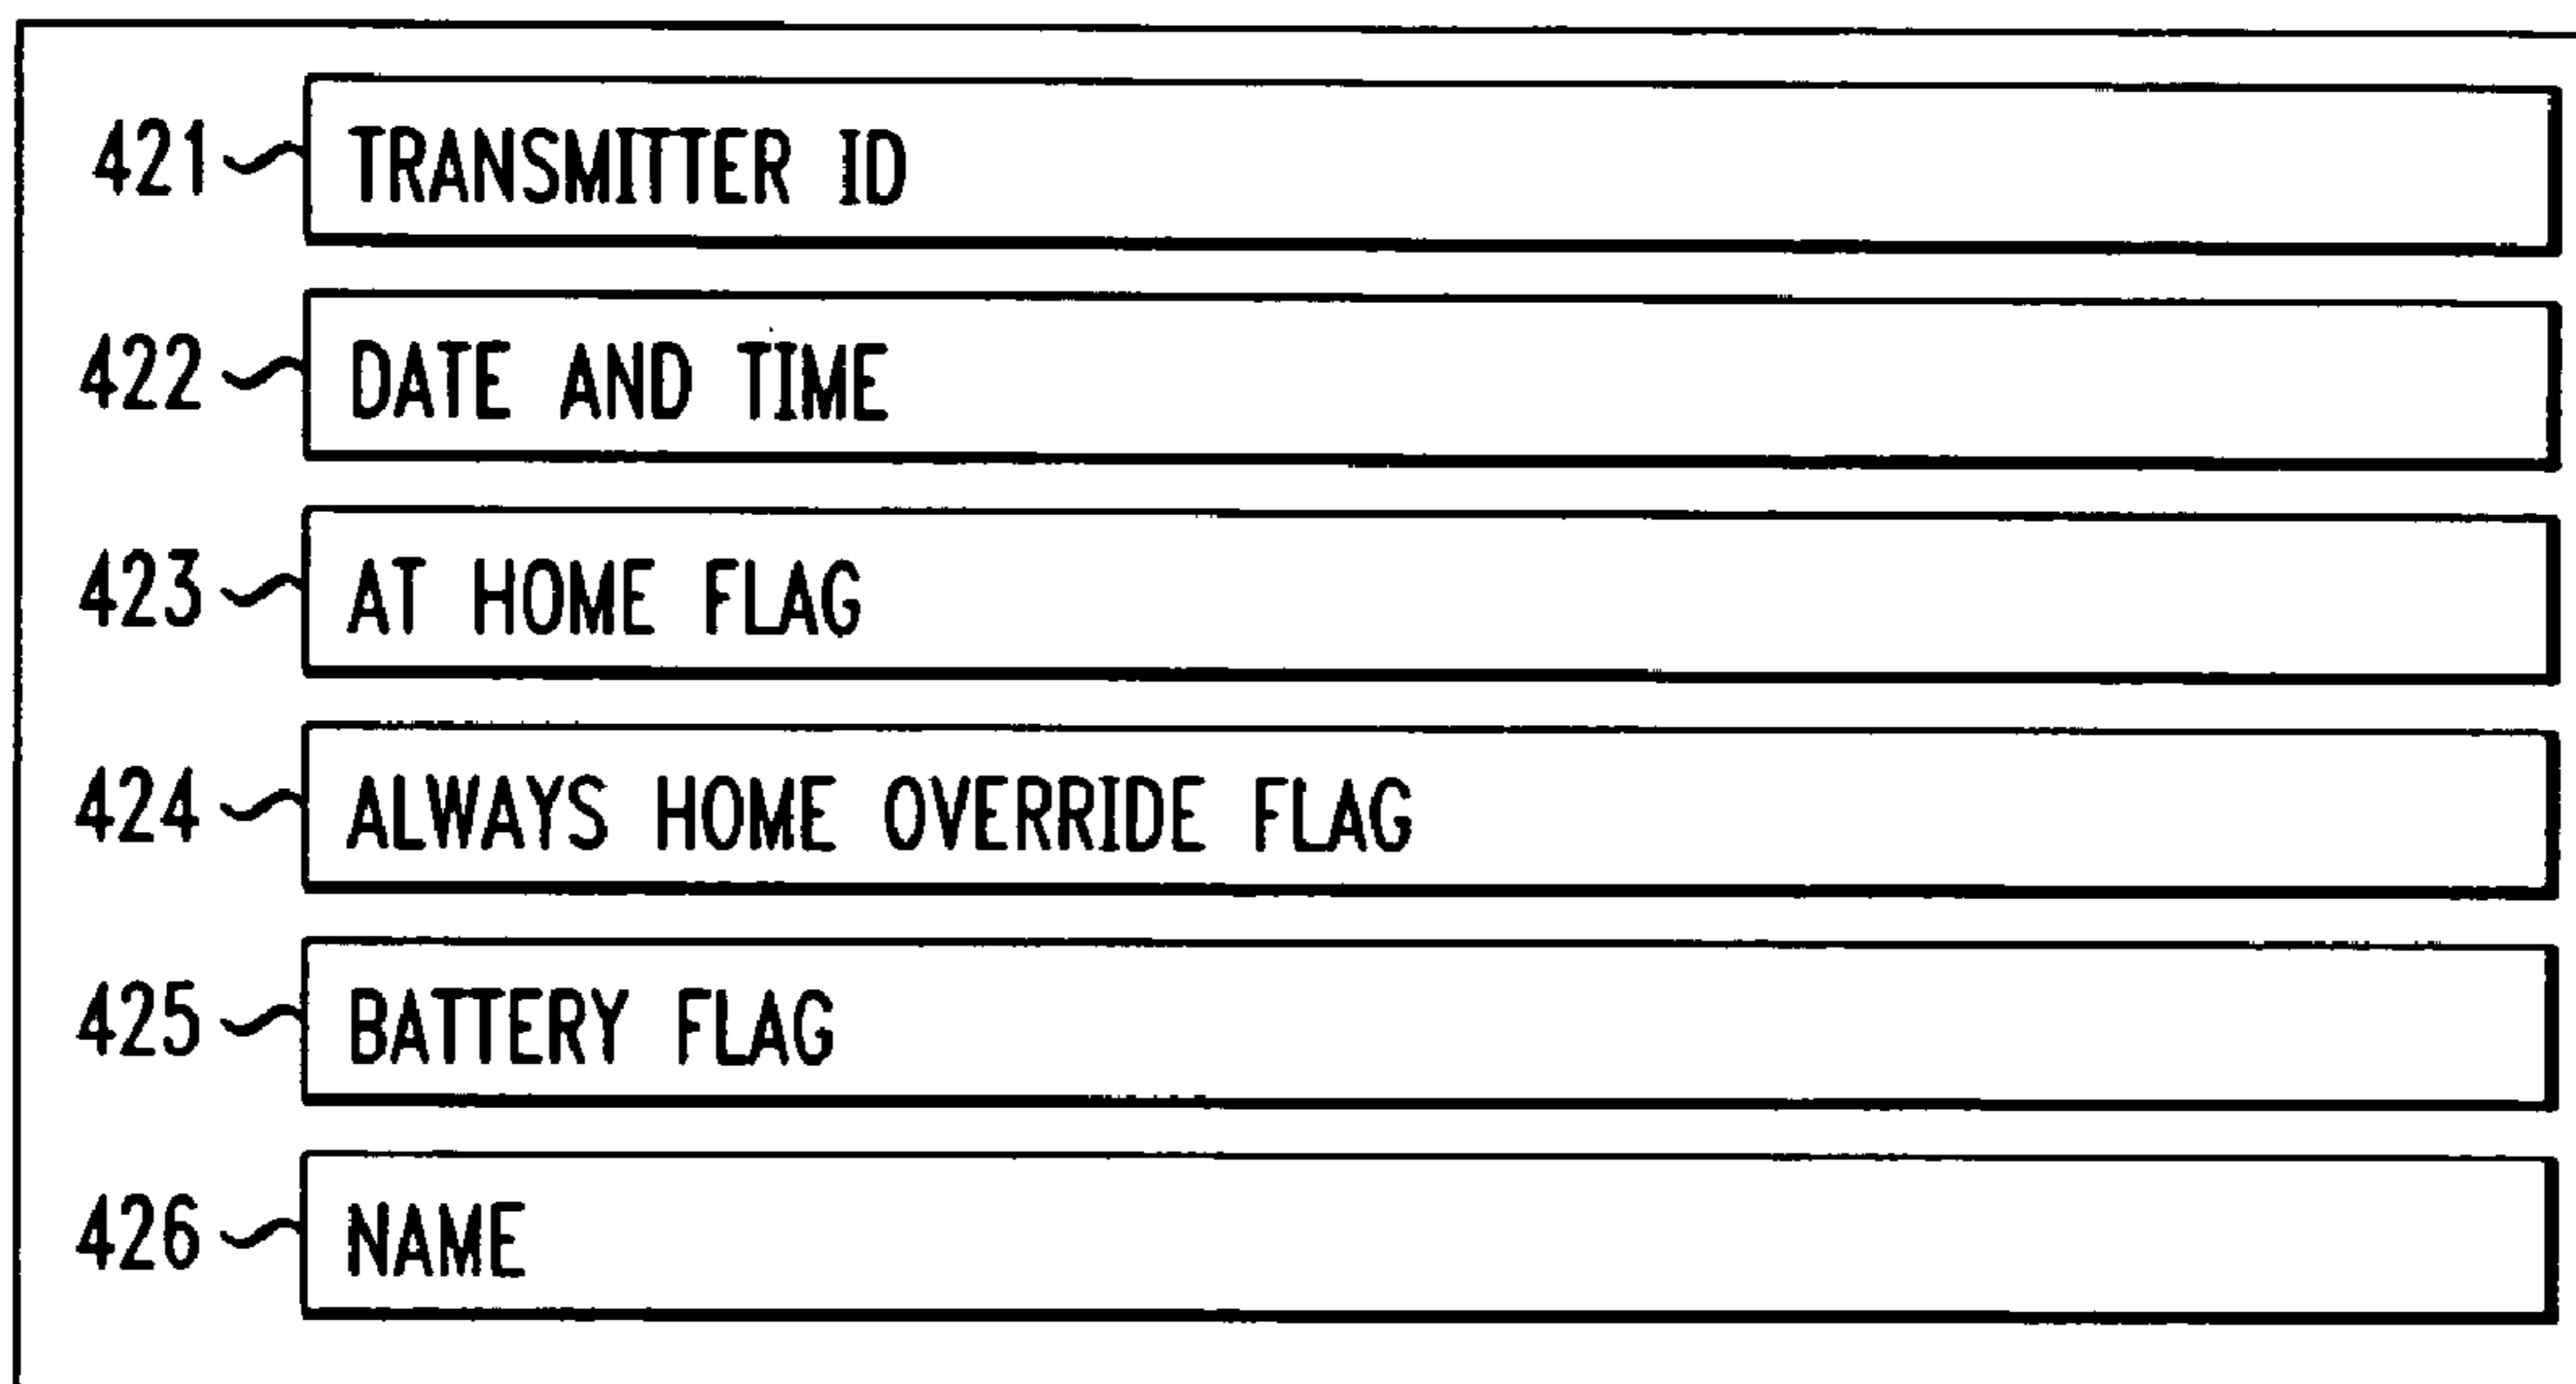 421 TRANSMITTER ID
422 DATE AND TIME
423 AT HOME FLAG
424 ALWAYS HOME OVERRIDE FLAG
425 BATTERY FLAG
426 NAME